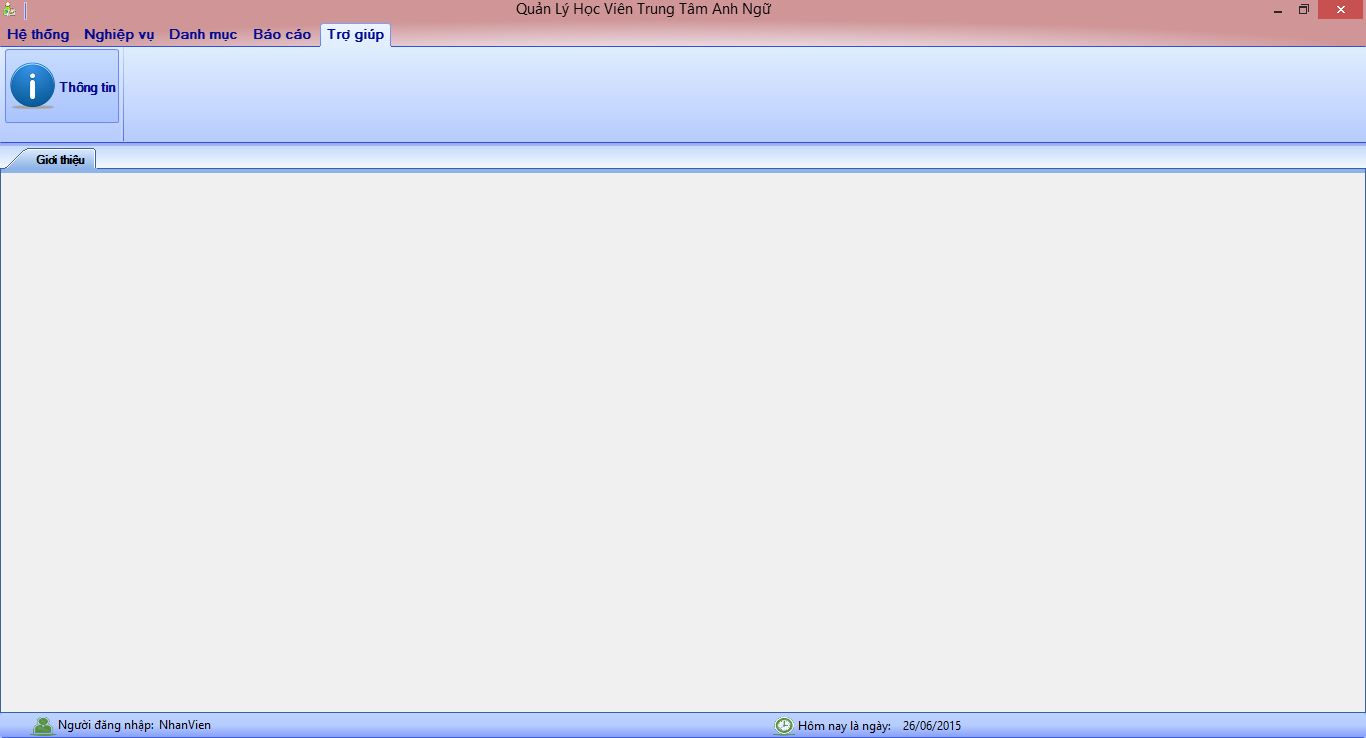 Quản Lý Học Viên Trung Tâm Anh Ngữ
Hệ thống Nghiệp vụ Danh mục Báo cáo Trợ giúp
Thông tin
Giới thiệu
Người đăng nhập: NhanVien Hôm nay là ngày: 26/06/2015